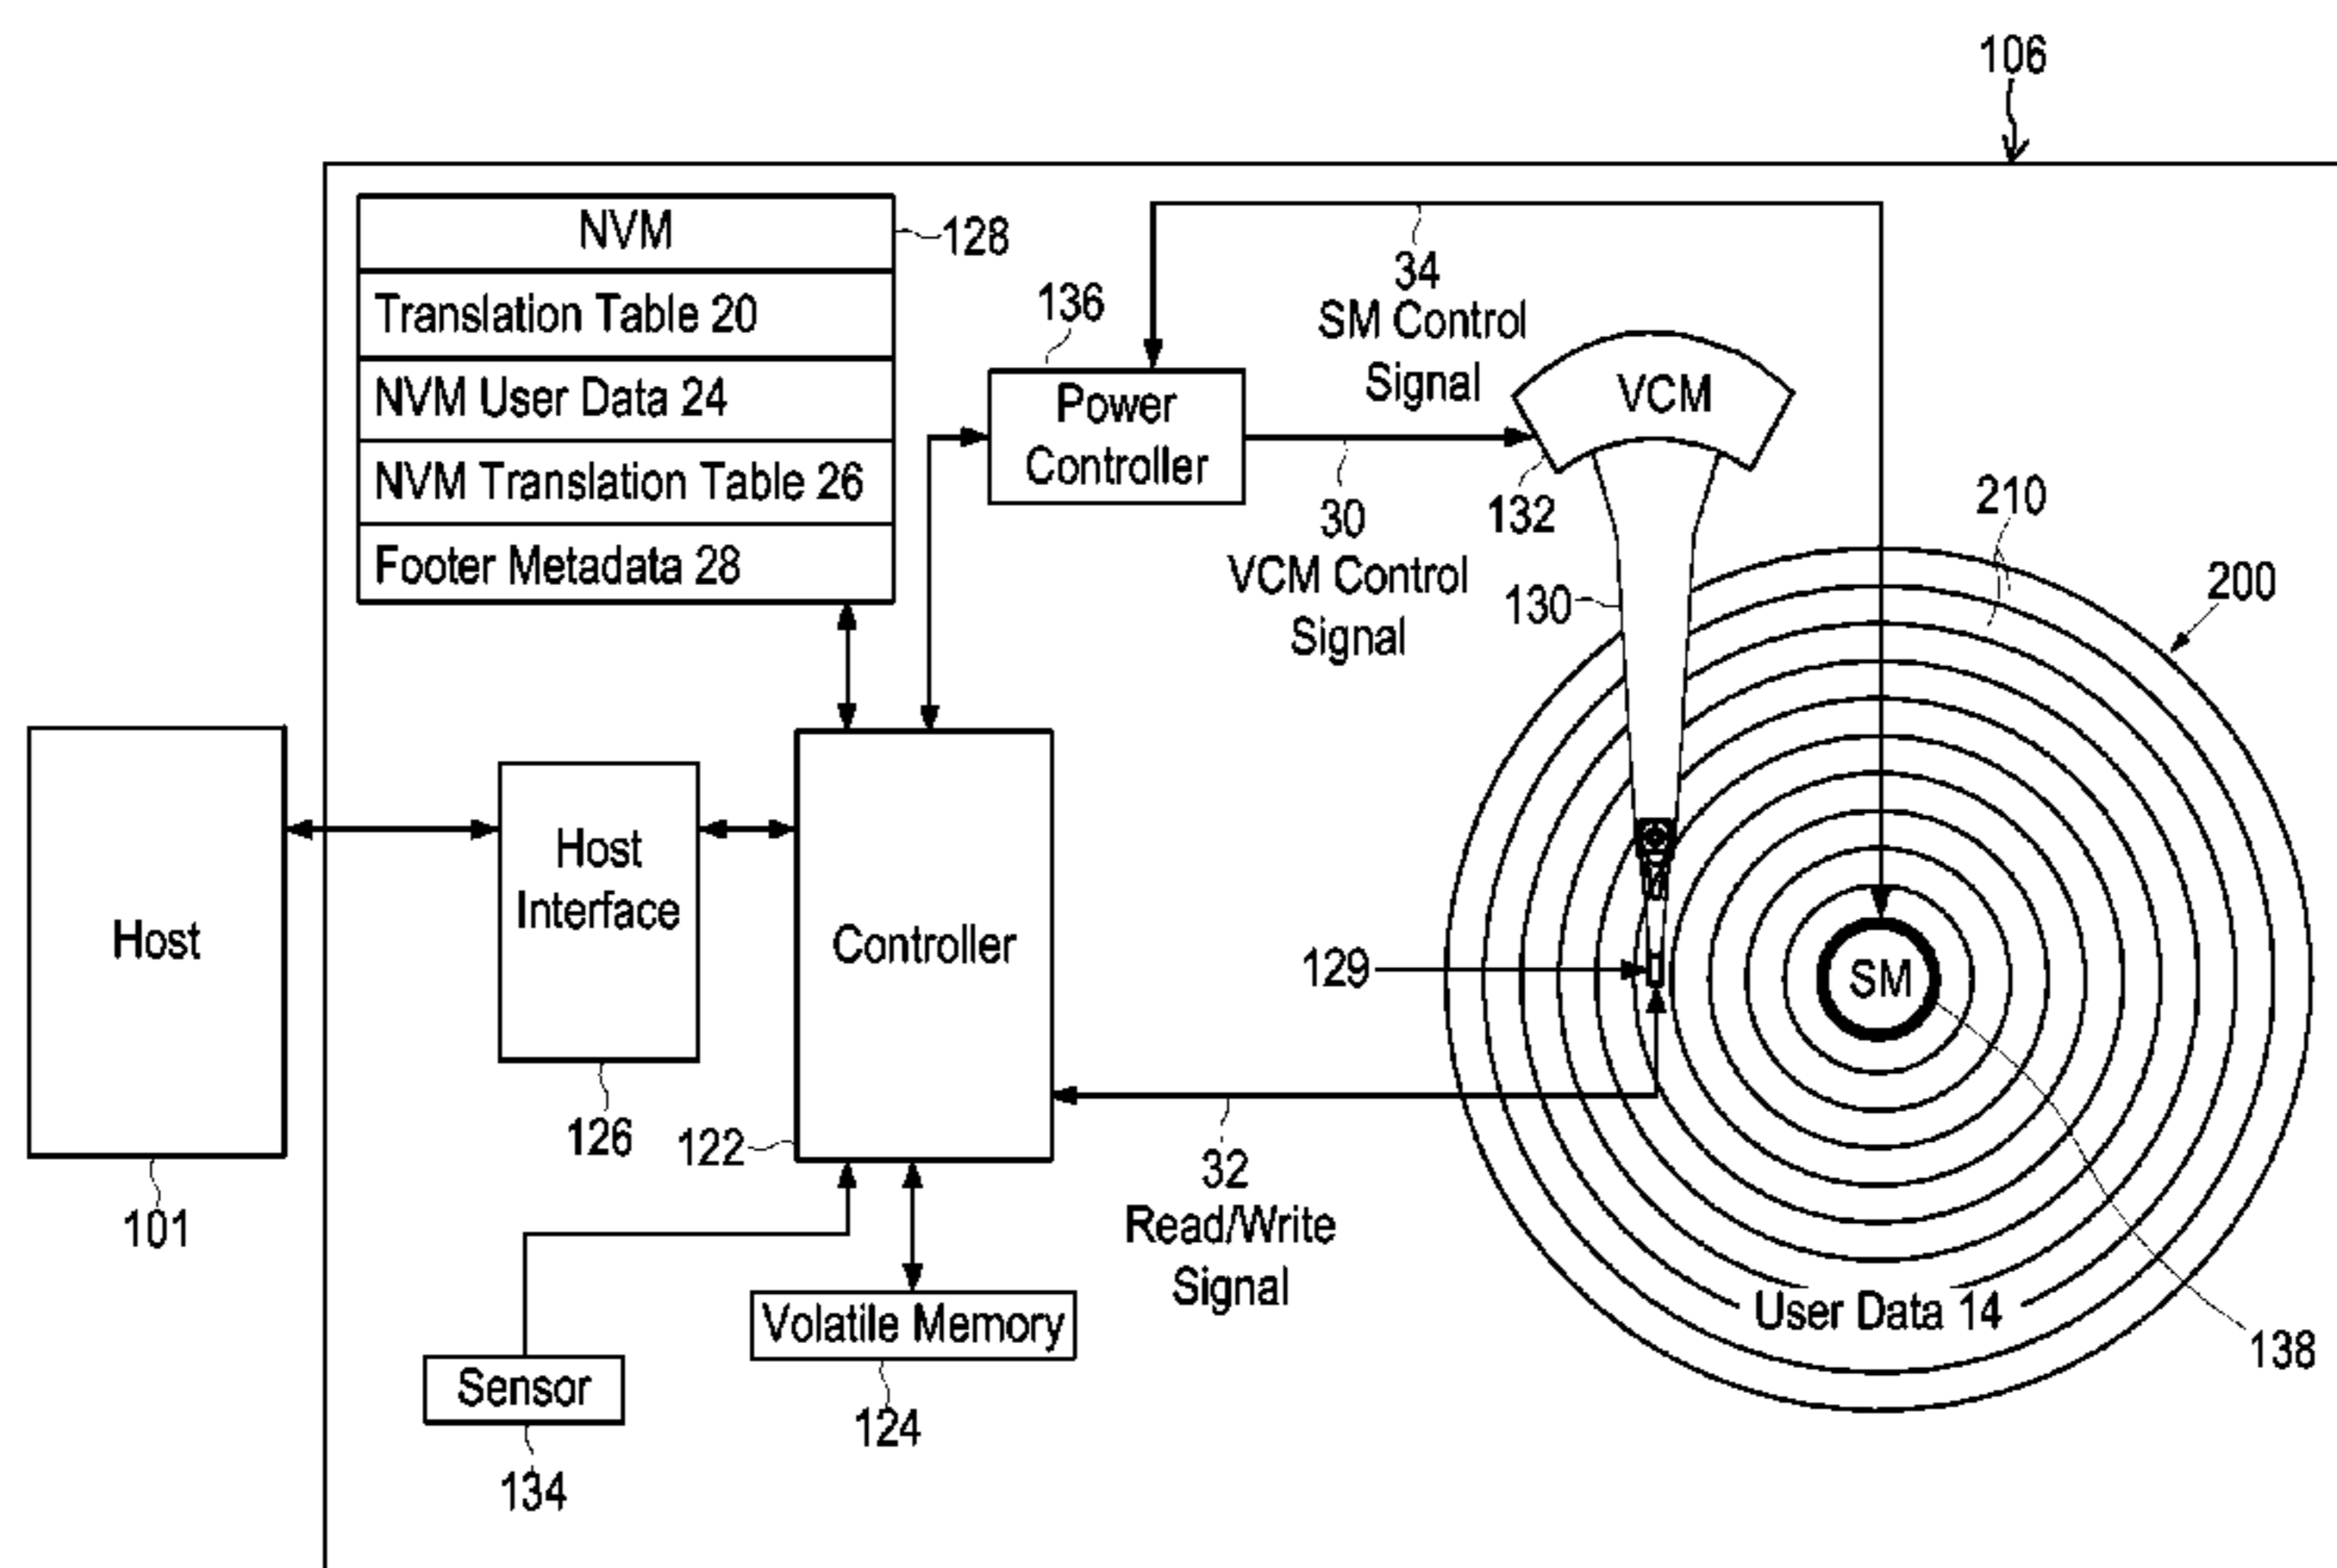 106
NVM
128
Translation Table 20
NVM User Data 24
NVM Translation Table 26
Footer Metadata 28
136
Power
Controller
34
SM Control
Signal
30
VCM Control
Signal
VCM
132
130
210
200
Host
101
Host
Interface
126
Controller
122
129
SM
32
Read/Write
Signal
User Data 14
138
Volatile Memory
124
Sensor
134